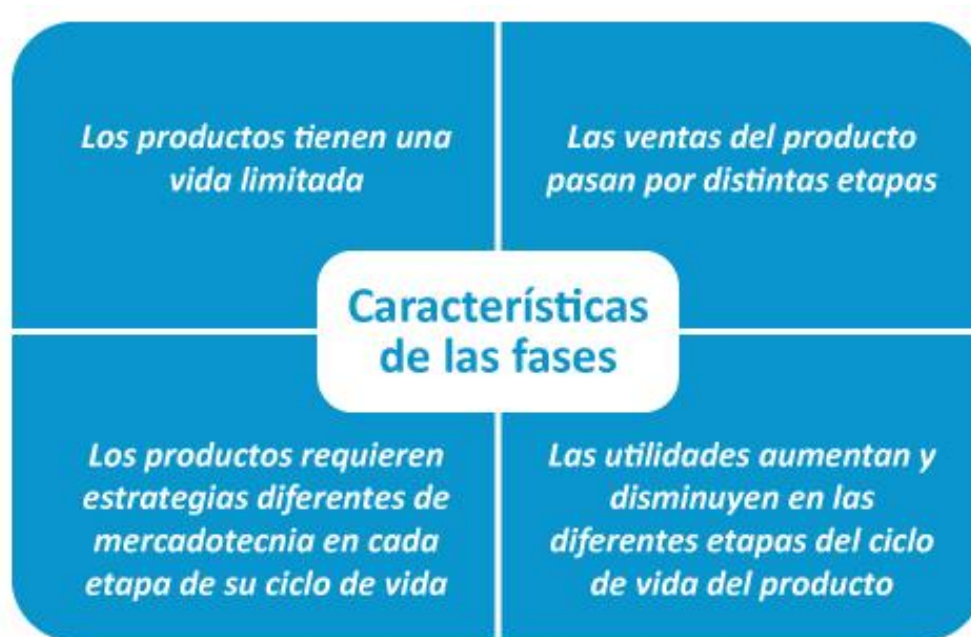 Los productos tienen una
vida limitada
Las ventas del producto
pasan por distintas etapas
Características
de las fases
Los productos requieren
estrategias diferentes de
mercadotecnia en cada
etapa de su ciclo de vida
Las utilidades aumentan y
disminuyen en las
diferentes etapas del ciclo
de vida del producto